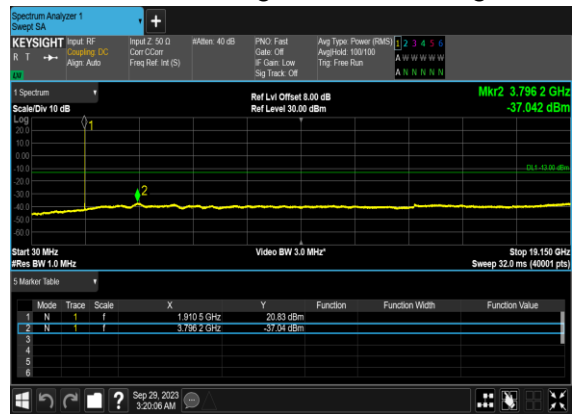 Spectrum Analyzer 1
Swept SA
+
KEYSIGHT Input: RF Input Z: 50 Ω #Atten: 40 dB PNO: Fast Avg Type: Power (RMS) 1 2 3 4 5 6
R T Coupling: DC Corr CCorr Gate: Off Avg|Hold: 100/100 A W W W W W
Align: Auto Freq Ref: Int (S) IF Gain: Low Trig: Free Run
LW Sig Track: Off A N N N N N
1 Spectrum Ref Lvl Offset 8.00 dB Mkr2 3.796 2 GHz
Scale/Div 10 dB Ref Level 30.00 dBm -37.042 dBm
Log
20.0
10.0
0.00
-10.0
-20.0
-30.0
-40.0
-50.0
-60.0
1
2
DL1 -13.00 dBm
Start 30 MHz Video BW 3.0 MHz* Stop 19.150 GHz
#Res BW 1.0 MHz Sweep 32.0 ms (40001 pts)
5 Marker Table
Mode Trace Scale X Y Function Function Width Function Value
1 N 1 f 1.910 5 GHz 20.83 dBm
2 N 1 f 3.796 2 GHz -37.04 dBm
3
4
5
6
? Sep 29, 2023
3:20:06 AM